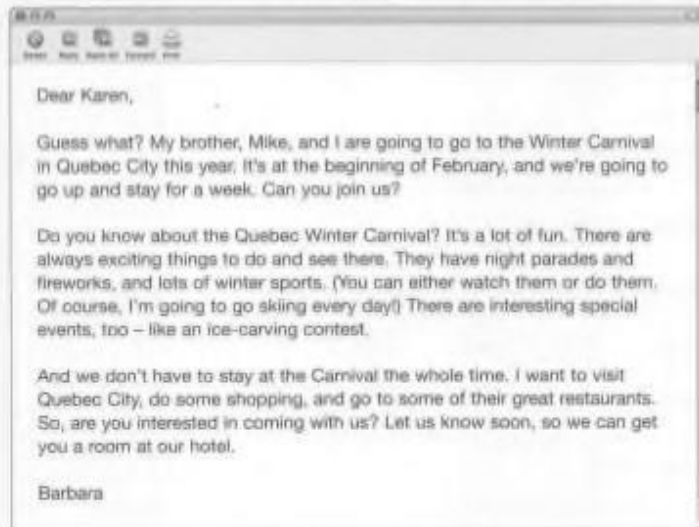 Dear Karen,
Guess what? My brother, Mike, and I are going to go to the Winter Carnival
in Quebec City this year. It's at the beginning of February, and we're going to
go up and stay for a week. Can you join us?
Do you know about the Quebec Winter Carnival? It's a lot of fun. There are
always exciting things to do and see there. They have night parades and
fireworks, and lots of winter sports. (You can either watch them or do them.
Of course, I'm going to go skiing every day!) There are interesting special
events, too – like an ice-carving contest.
And we don't have to stay at the Carnival the whole time. I want to visit
Quebec City, do some shopping, and go to some of their great restaurants.
So, are you interested in coming with us? Let us know soon, so we can get
you a room at our hotel.
Barbara